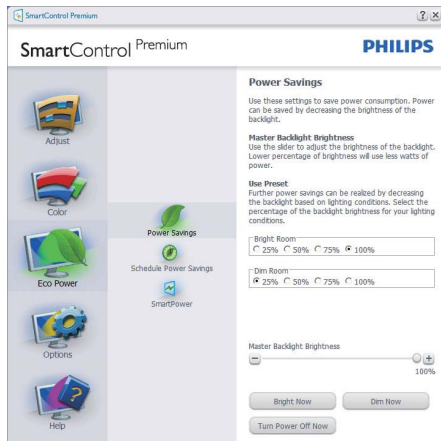 SmartControl Premium
SmartControl Premium
PHILIPS
Adjust
Color
Eco Power
Options
Help
Power Savings
Schedule Power Savings
SmartPower
Power Savings
Use these settings to save power consumption. Power
can be saved by decreasing the brightness of the
backlight.
Master Backlight Brightness
Use the slider to adjust the brightness of the backlight.
Lower percentage of brightness will use less watts of
power.
Use Preset
Further power savings can be realized by decreasing
the backlight based on lighting conditions. Select the
percentage of the backlight brightness for your lighting
conditions.
Bright Room
25% 50% 75% 100%
Dim Room
25% 50% 75% 100%
Master Backlight Brightness
100%
Bright Now Dim Now
Turn Power Off Now